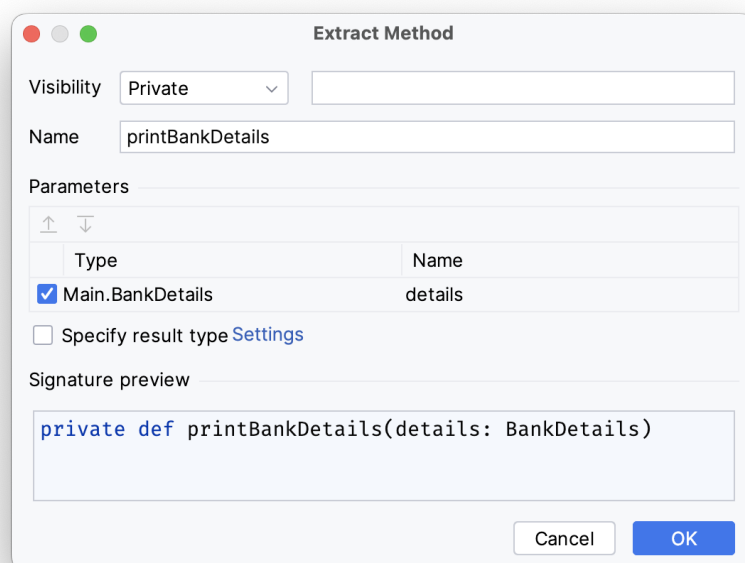 Extract Method
Visibility Private
Name printBankDetails
Parameters
Type Name
Main.BankDetails details
Specify result type Settings
Signature preview
private def printBankDetails(details: BankDetails)
Cancel OK